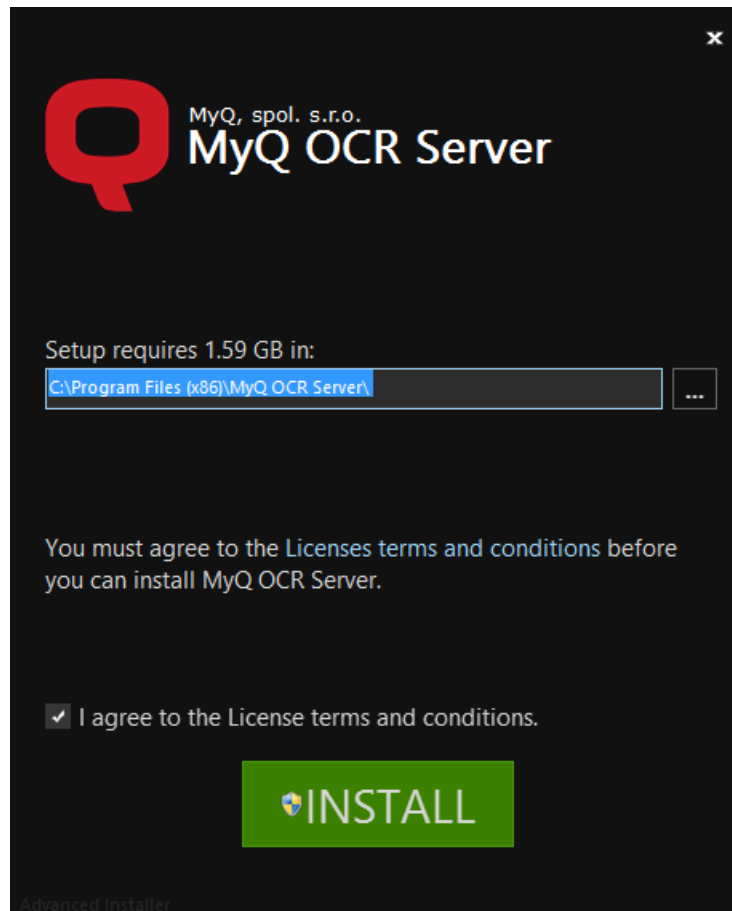 MyQ, spol. s.r.o.
MyQ OCR Server
Setup requires 1.59 GB in:
C:\Program Files (x86)\MyQ OCR Server\
...
You must agree to the Licenses terms and conditions before
you can install MyQ OCR Server.
I agree to the License terms and conditions.
INSTALL
Advanced Installer